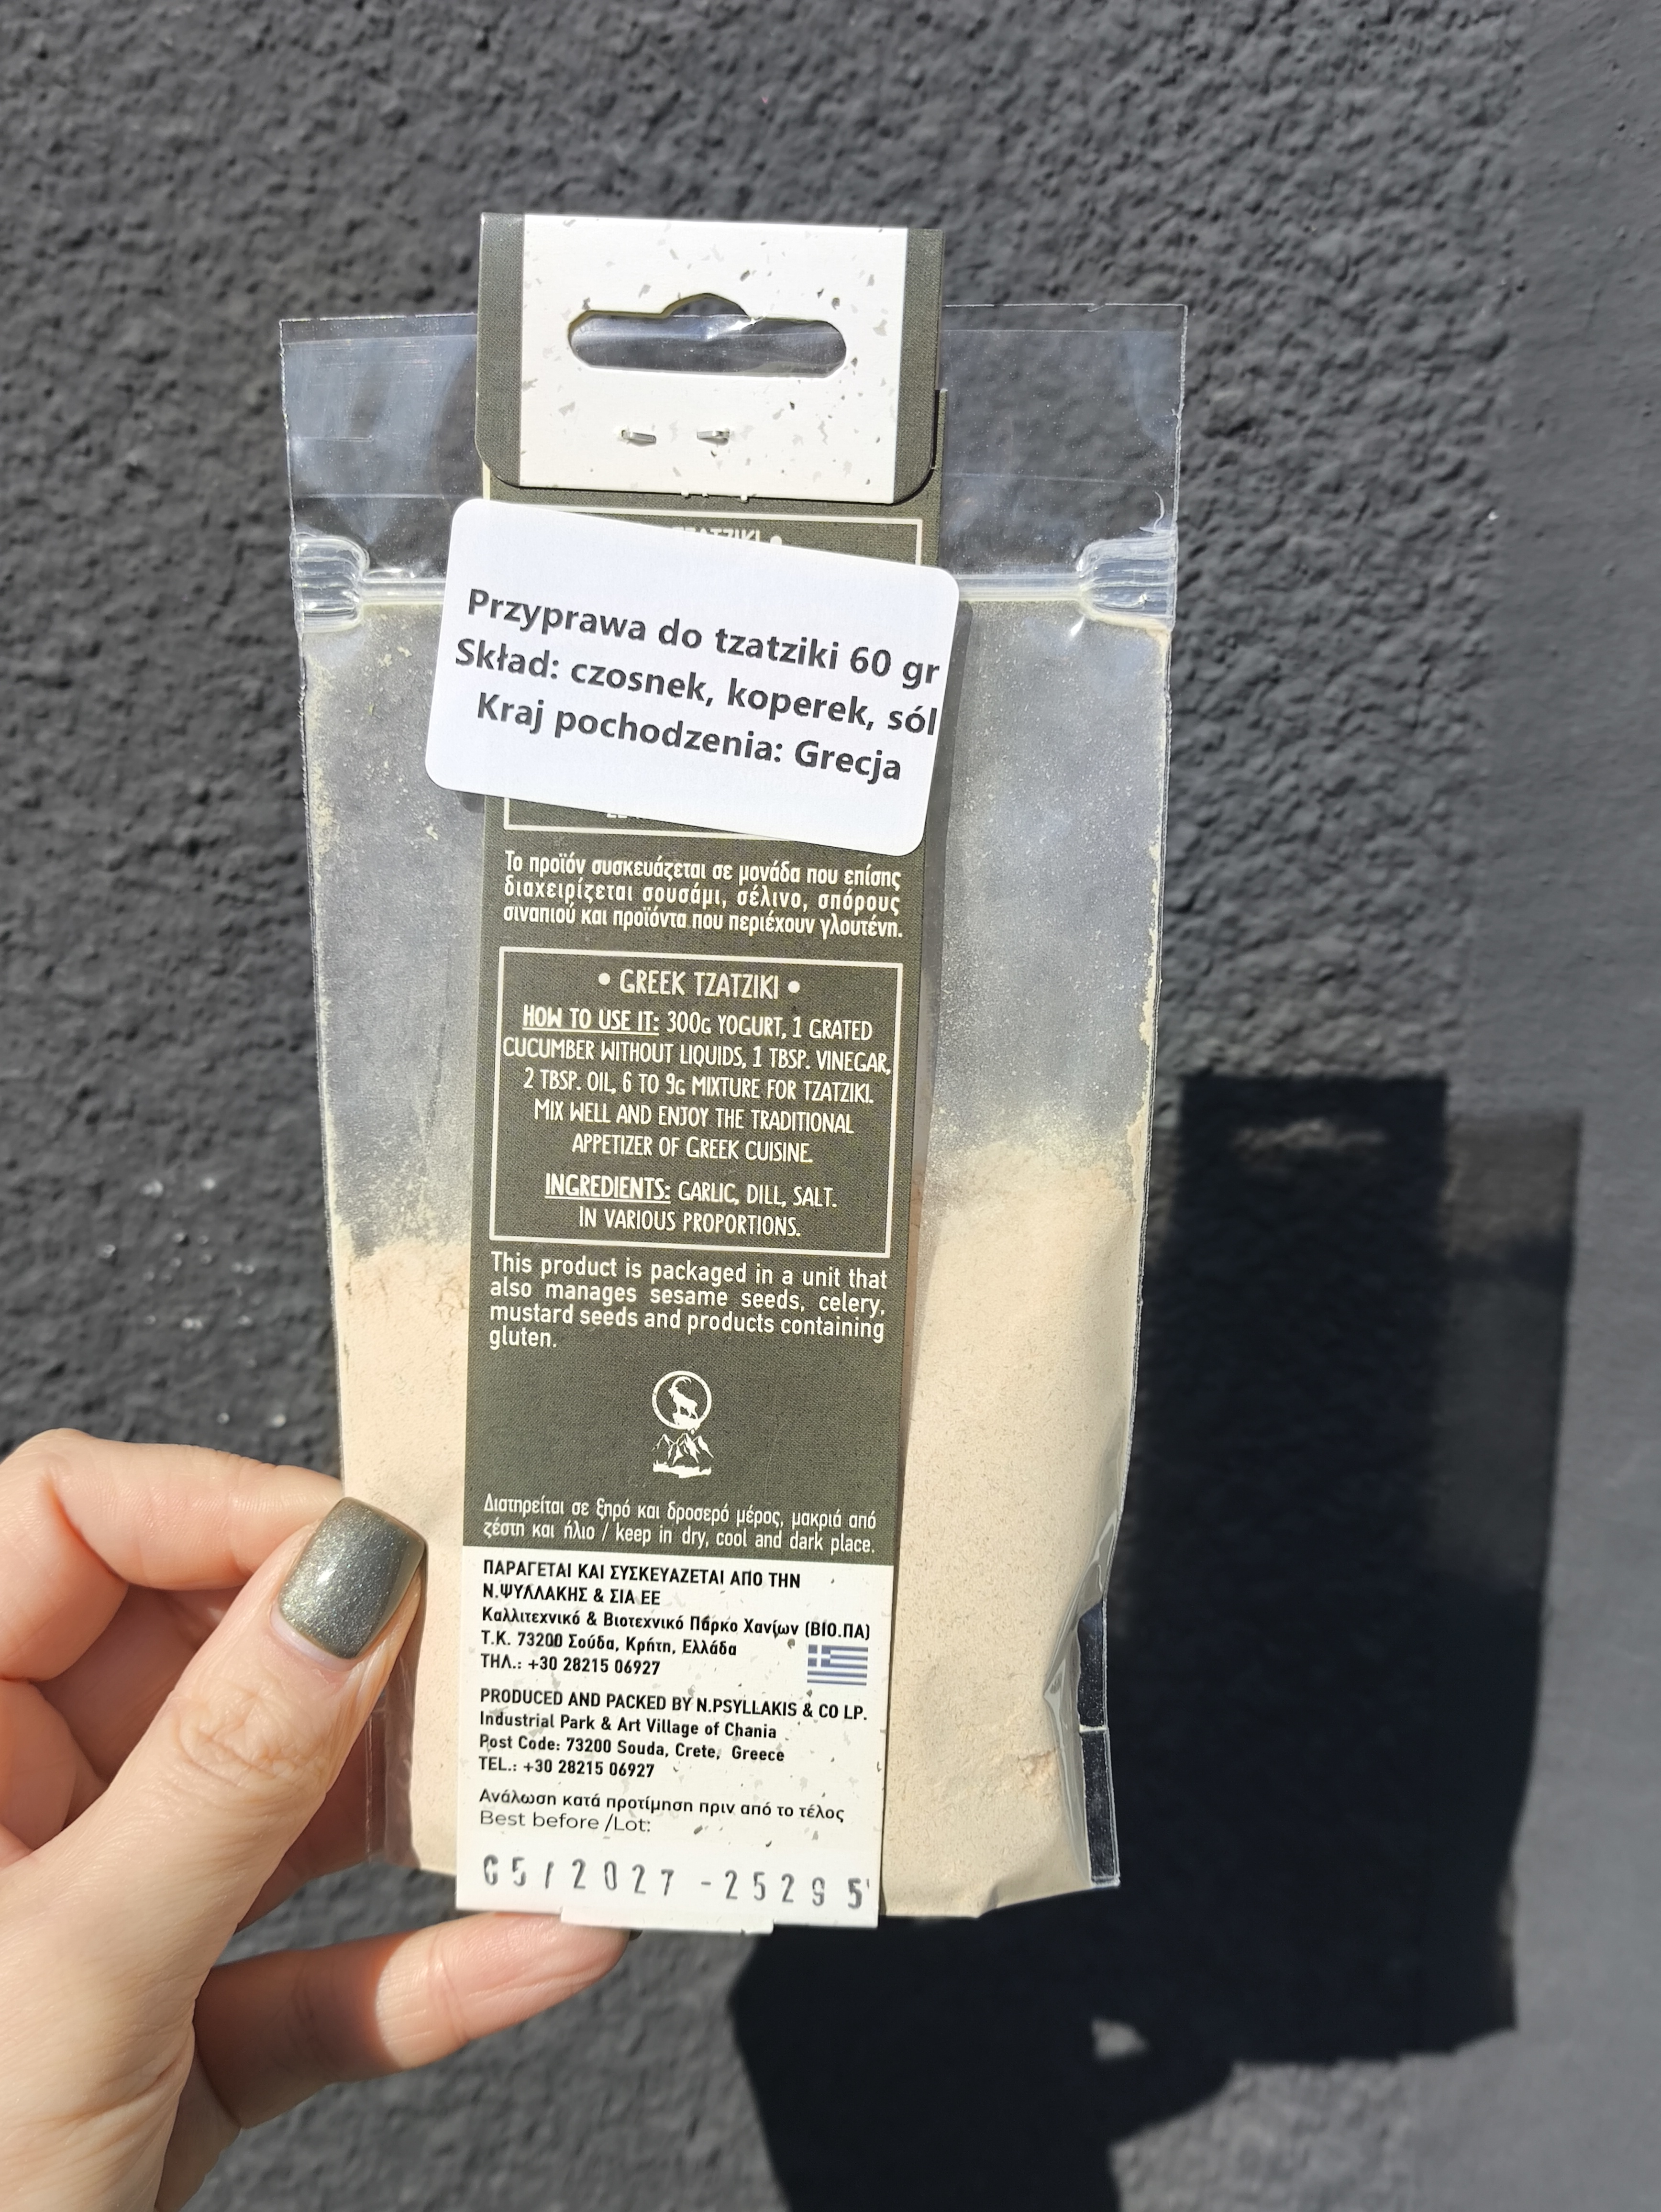 TZATZIKI •
Przyprawa do tzatziki 60 gr
Skład: czosnek, koperek, sól
Kraj pochodzenia: Grecja
Το προϊόν συσκευάζεται σε μονάδα που επίσης
διαχειρίζεται σουσάμι, σέλινο, σπόρους
σιναπιού και προϊόντα που περιέχουν γλουτένη.
• GREEK TZATZIKI •
HOW TO USE IT: 300G YOGURT, 1 GRATED
CUCUMBER WITHOUT LIQUIDS, 1 TBSP. VINEGAR,
2 TBSP. OIL, 6 TO 9G MIXTURE FOR TZATZIKI.
MIX WELL AND ENJOY THE TRADITIONAL
APPETIZER OF GREEK CUISINE.
INGREDIENTS: GARLIC, DILL, SALT.
IN VARIOUS PROPORTIONS.
This product is packaged in a unit that
also manages sesame seeds, celery,
mustard seeds and products containing
gluten.
Διατηρείται σε ξηρό και δροσερό μέρος, μακριά από
ζέστη και ήλιο / keep in dry, cool and dark place.
ΠΑΡΑΓΕΤΑΙ ΚΑΙ ΣΥΣΚΕΥΑΖΕΤΑΙ ΑΠΟ ΤΗΝ
Ν.ΨΥΛΛΑΚΗΣ & ΣΙΑ ΕΕ
Καλλιτεχνικό & Βιοτεχνικό Πάρκο Χανίων (ΒΙΟ.ΠΑ)
Τ.Κ. 73200 Σούδα, Κρήτη, Ελλάδα
ΤΗΛ.: +30 28215 06927
PRODUCED AND PACKED BY N.PSYLLAKIS & CO LP.
Industrial Park & Art Village of Chania
Post Code: 73200 Souda, Crete, Greece
TEL.: +30 28215 06927
Ανάλωση κατά προτίμηση πριν από το τέλος
Best before /Lot:
05/2027 -25295